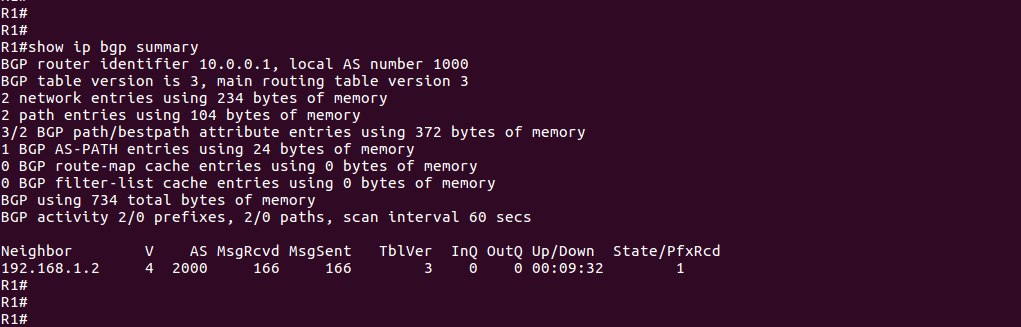 R1#
R1#
R1#show ip bgp summary
BGP router identifier 10.0.0.1, local AS number 1000
BGP table version is 3, main routing table version 3
2 network entries using 234 bytes of memory
2 path entries using 104 bytes of memory
3/2 BGP path/bestpath attribute entries using 372 bytes of memory
1 BGP AS-PATH entries using 24 bytes of memory
0 BGP route-map cache entries using 0 bytes of memory
0 BGP filter-list cache entries using 0 bytes of memory
BGP using 734 total bytes of memory
BGP activity 2/0 prefixes, 2/0 paths, scan interval 60 secs
Neighbor        V    AS MsgRcvd MsgSent   TblVer  InQ OutQ Up/Down  State/PfxRcd
192.168.1.2     4  2000     166     166        3    0    0 00:09:32        1
R1#
R1#
R1#